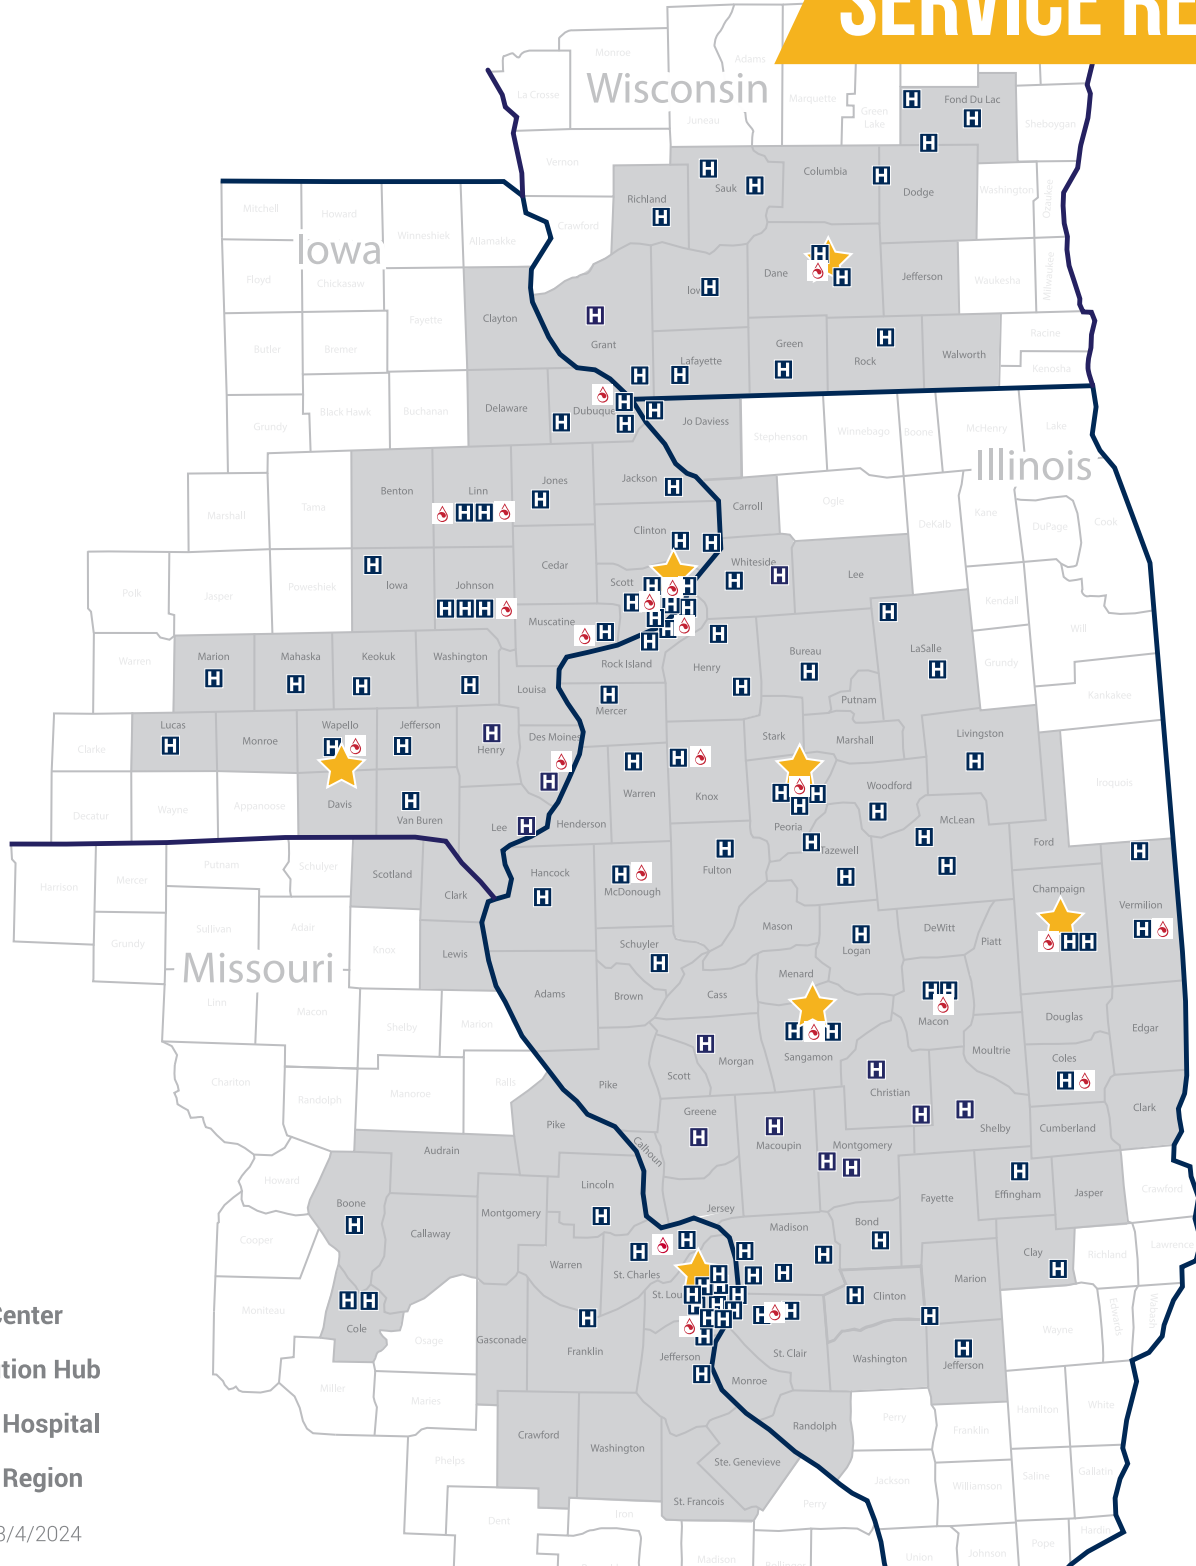 SERVICE RE
Monroe
Adams
Wisconsin
La Crosse
Marquette
Juneau
Green
Lake
Fond Du Lac
Sheboygan
Vernon
Richland
Sauk
Columbia
Dodge
Washington
Ozaukee
Mitchell
Howard
Winneshiek
Allamakke
Crawford
Iowa
Floyd
Chickasaw
Dane
Jefferson
Waukesha
Milwaukee
Iow
Fayette
Clayton
Grant
Butler
Bremer
Lafayette
Green
Rock
Walworth
Racine
Kenosha
Black Hawk
Buchanan
Delaware
Dubuque
Grundy
Jo Daviess
Stephenson
Winnebago
Boone
McHenry
Lake
Illinois
Benton
Linn
Jones
Jackson
Carroll
Ogle
Marshall
Tama
DeKalb
Kane
DuPage
Cook
Clinton
Polk
Jasper
Poweshiek
Iowa
Johnson
Cedar
Scott
Whiteside
Lee
Kendall
Will
Muscatine
Rock Island
Henry
Bureau
LaSalle
Grundy
Warren
Marion
Mahaska
Keokuk
Washington
Louisa
Mercer
Putnam
Kankakee
Clarke
Lucas
Monroe
Wapello
Jefferson
Henry
Des Moines
Stark
Marshall
Livingston
Iroquois
Decatur
Wayne
Appanoose
Davis
Van Buren
Lee
Henderson
Warren
Knox
Peoria
Woodford
McLean
Ford
Tazewell
Harrison
Mercer
Putnam
Schulyer
Scotland
Clark
Hancock
McDonough
Fulton
Champaign
Vermilion
Sullivan
Adair
Grundy
Knox
Lewis
Missouri
Schuyler
Mason
Logan
DeWitt
Piatt
Linn
Macon
Shelby
Marion
Adams
Brown
Cass
Menard
Macon
Douglas
Edgar
Sangamon
Chariton
Randolph
Manoroe
Ralls
Pike
Scott
Morgan
Christian
Moultrie
Coles
Clark
Pike
Greene
Macoupin
Montgomery
Shelby
Cumberland
Audrain
Calhoun
Howard
Boone
Callaway
Montgomery
Lincoln
Jersey
Fayette
Effingham
Jasper
Crawford
Cooper
Warren
St. Charles
Madison
Bond
Clay
Richland
Lawrence
Moniteau
Cole
Osage
Gasconade
Franklin
St. Lou
Clinton
Marion
Wayne
Edwards
Wabash
Center
Jefferson
St. Clair
Washington
Jefferson
tion Hub
Miller
Maries
Monroe
Hospital
Crawford
Washington
Ste. Genevieve
Randolph
Perry
Franklin
Hamilton
White
Region
Phelps
St. Francois
Jackson
Williamson
Saline
Gallatin
3/4/2024
Dent
Iron
Perry
Madison
Union
Johnson
Pope
Hardin